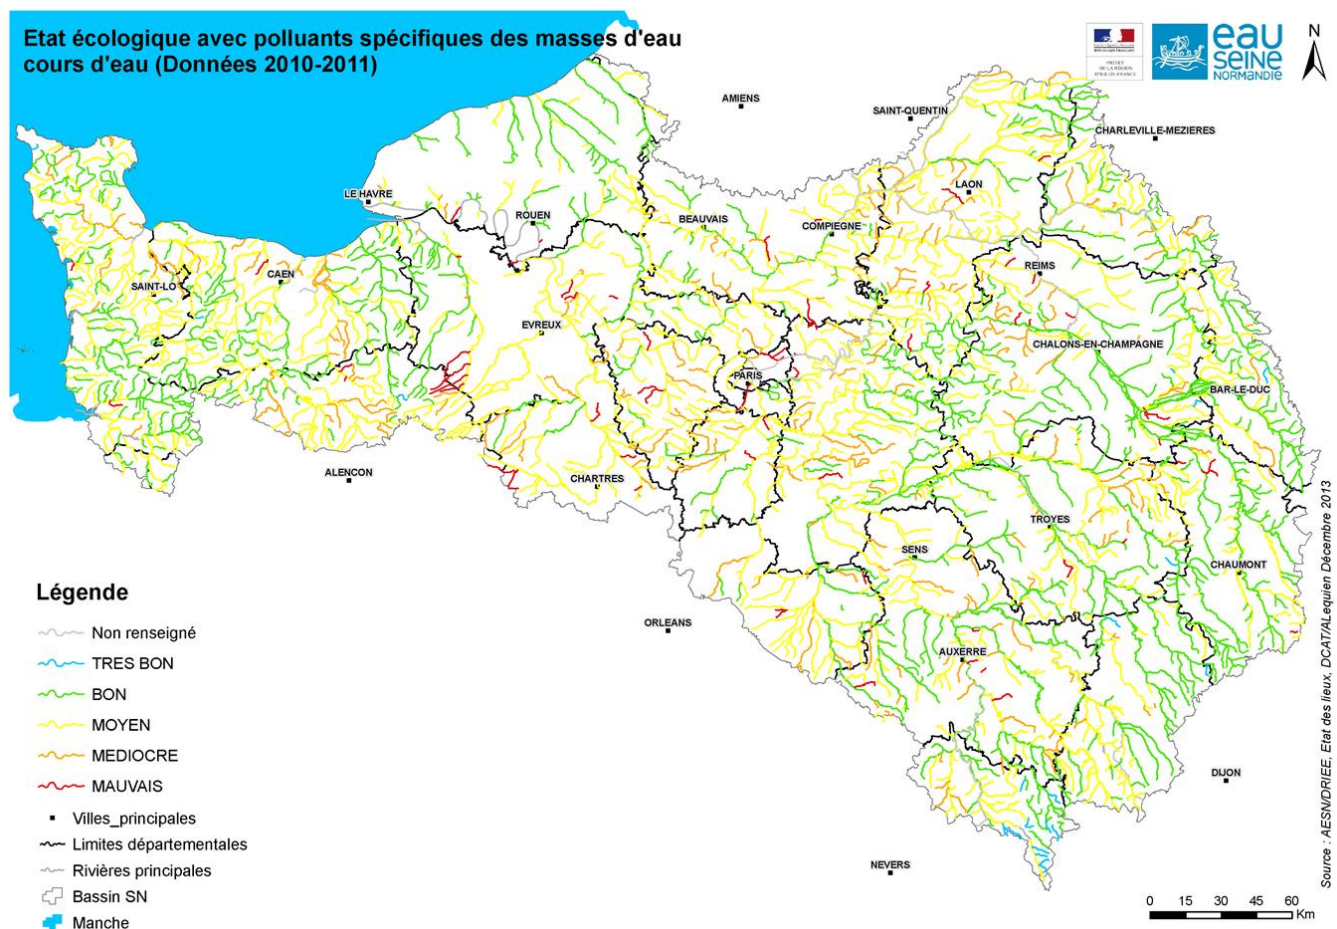 Etat écologique avec polluants spécifiques des masses d'eau
cours d'eau (Données 2010-2011)
eau
SEINE
NORMANDIE
N
AMIENS
SAINT-QUENTIN
CHARLEVILLE-MEZIERES
LE HAVRE
LAON
ROUEN
BEAUVAIS
COMPIEGNE
CAEN
REIMS
SAINT-LO
EVREUX
CHALONS-EN-CHAMPAGNE
PARIS
BAR-LE-DUC
ALENCON
CHARTRES
TROYES
SENS
CHAUMONT
ORLEANS
AUXERRE
DIJON
NEVERS
Légende
Non renseigné
TRES BON
BON
MOYEN
MEDIOCRE
MAUVAIS
Villes_principales
Limites départementales
Rivières principales
Bassin SN
Manche
0 15 30 45 60
Km
Source : AESN/DRIEE, Etat des lieux, DCAT/ALequien Décembre 2013